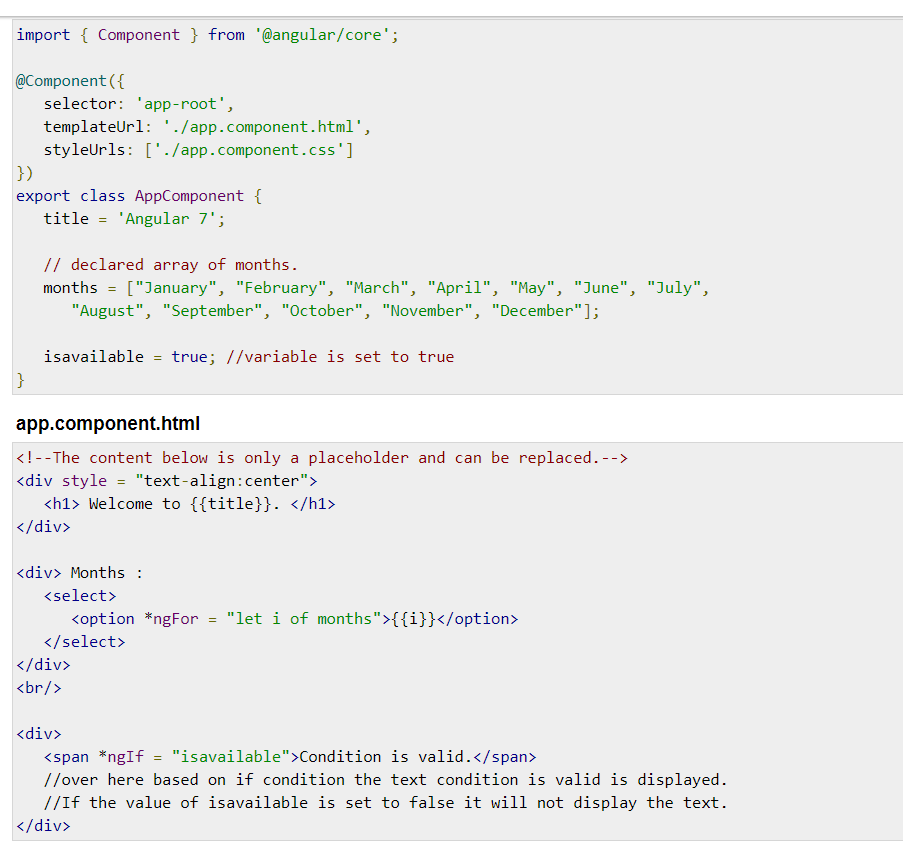 import { Component } from '@angular/core';
@Component({
selector: 'app-root',
templateUrl: './app.component.html',
styleUrls: ['./app.component.css']
})
export class AppComponent {
title = 'Angular 7';
// declared array of months.
months = ["January", "February", "March", "April", "May", "June", "July",
"August", "September", "October", "November", "December"];
isavailable = true; //variable is set to true
}
app.component.html
<!--The content below is only a placeholder and can be replaced.-->
<div style = "text-align:center">
<h1> Welcome to {{title}}. </h1>
</div>
<div> Months :
<select>
<option *ngFor = "let i of months">{{i}}</option>
</select>
</div>
<br/>
<div>
<span *ngIf = "isavailable">Condition is valid.</span>
//over here based on if condition the text condition is valid is displayed.
//If the value of isavailable is set to false it will not display the text.
</div>